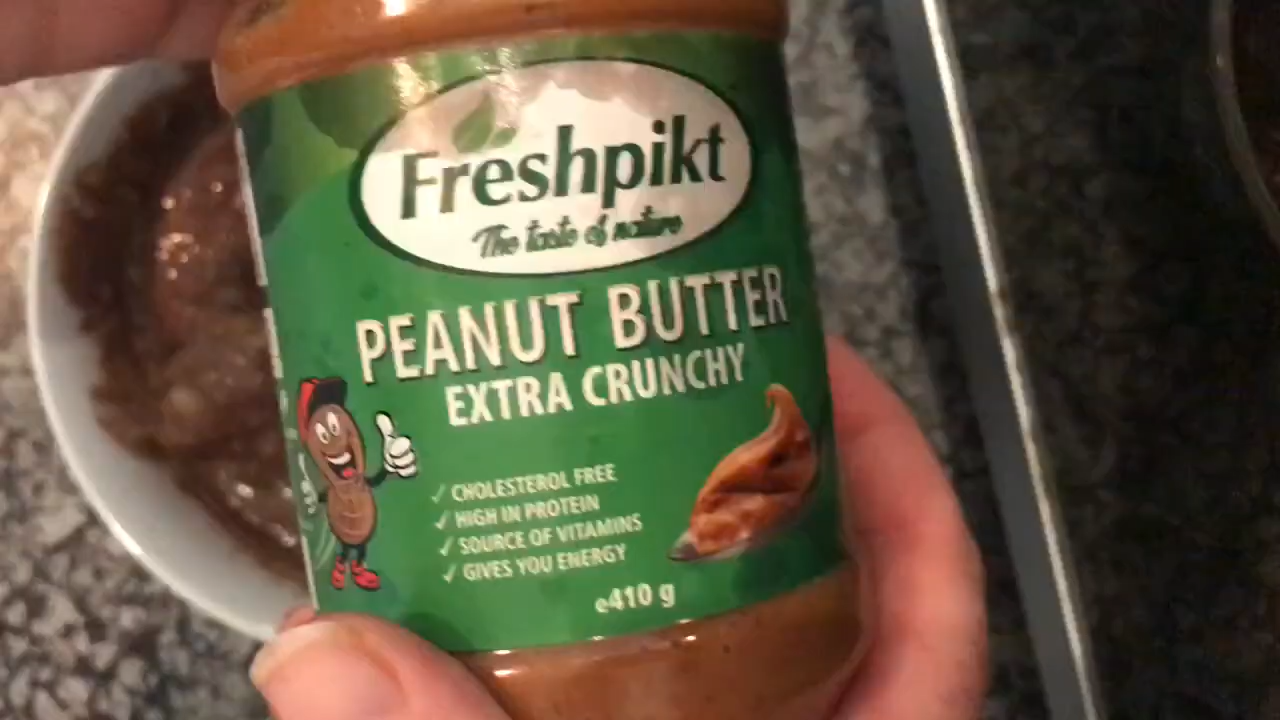 Freshpikt
The taste of nature
PEANUT BUTTER
EXTRA CRUNCHY
✓ CHOLESTEROL FREE
✓ HIGH IN PROTEIN
✓ SOURCE OF VITAMINS
✓ GIVES YOU ENERGY
e410 g